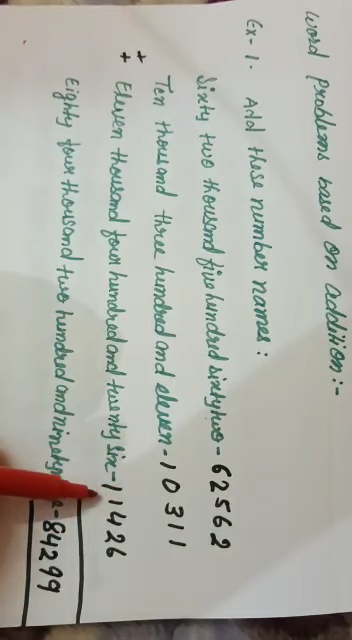 Word Problems based on addition:-
Ex-1. Add these number names:
Sixty two thousand five hundred sixty two - 62562
Ten thousand three hundred and eleven - 10311
+
+ Eleven thousand four hundred and twenty six - 11426
Eighty four thousand two hundred and ninety - 84299